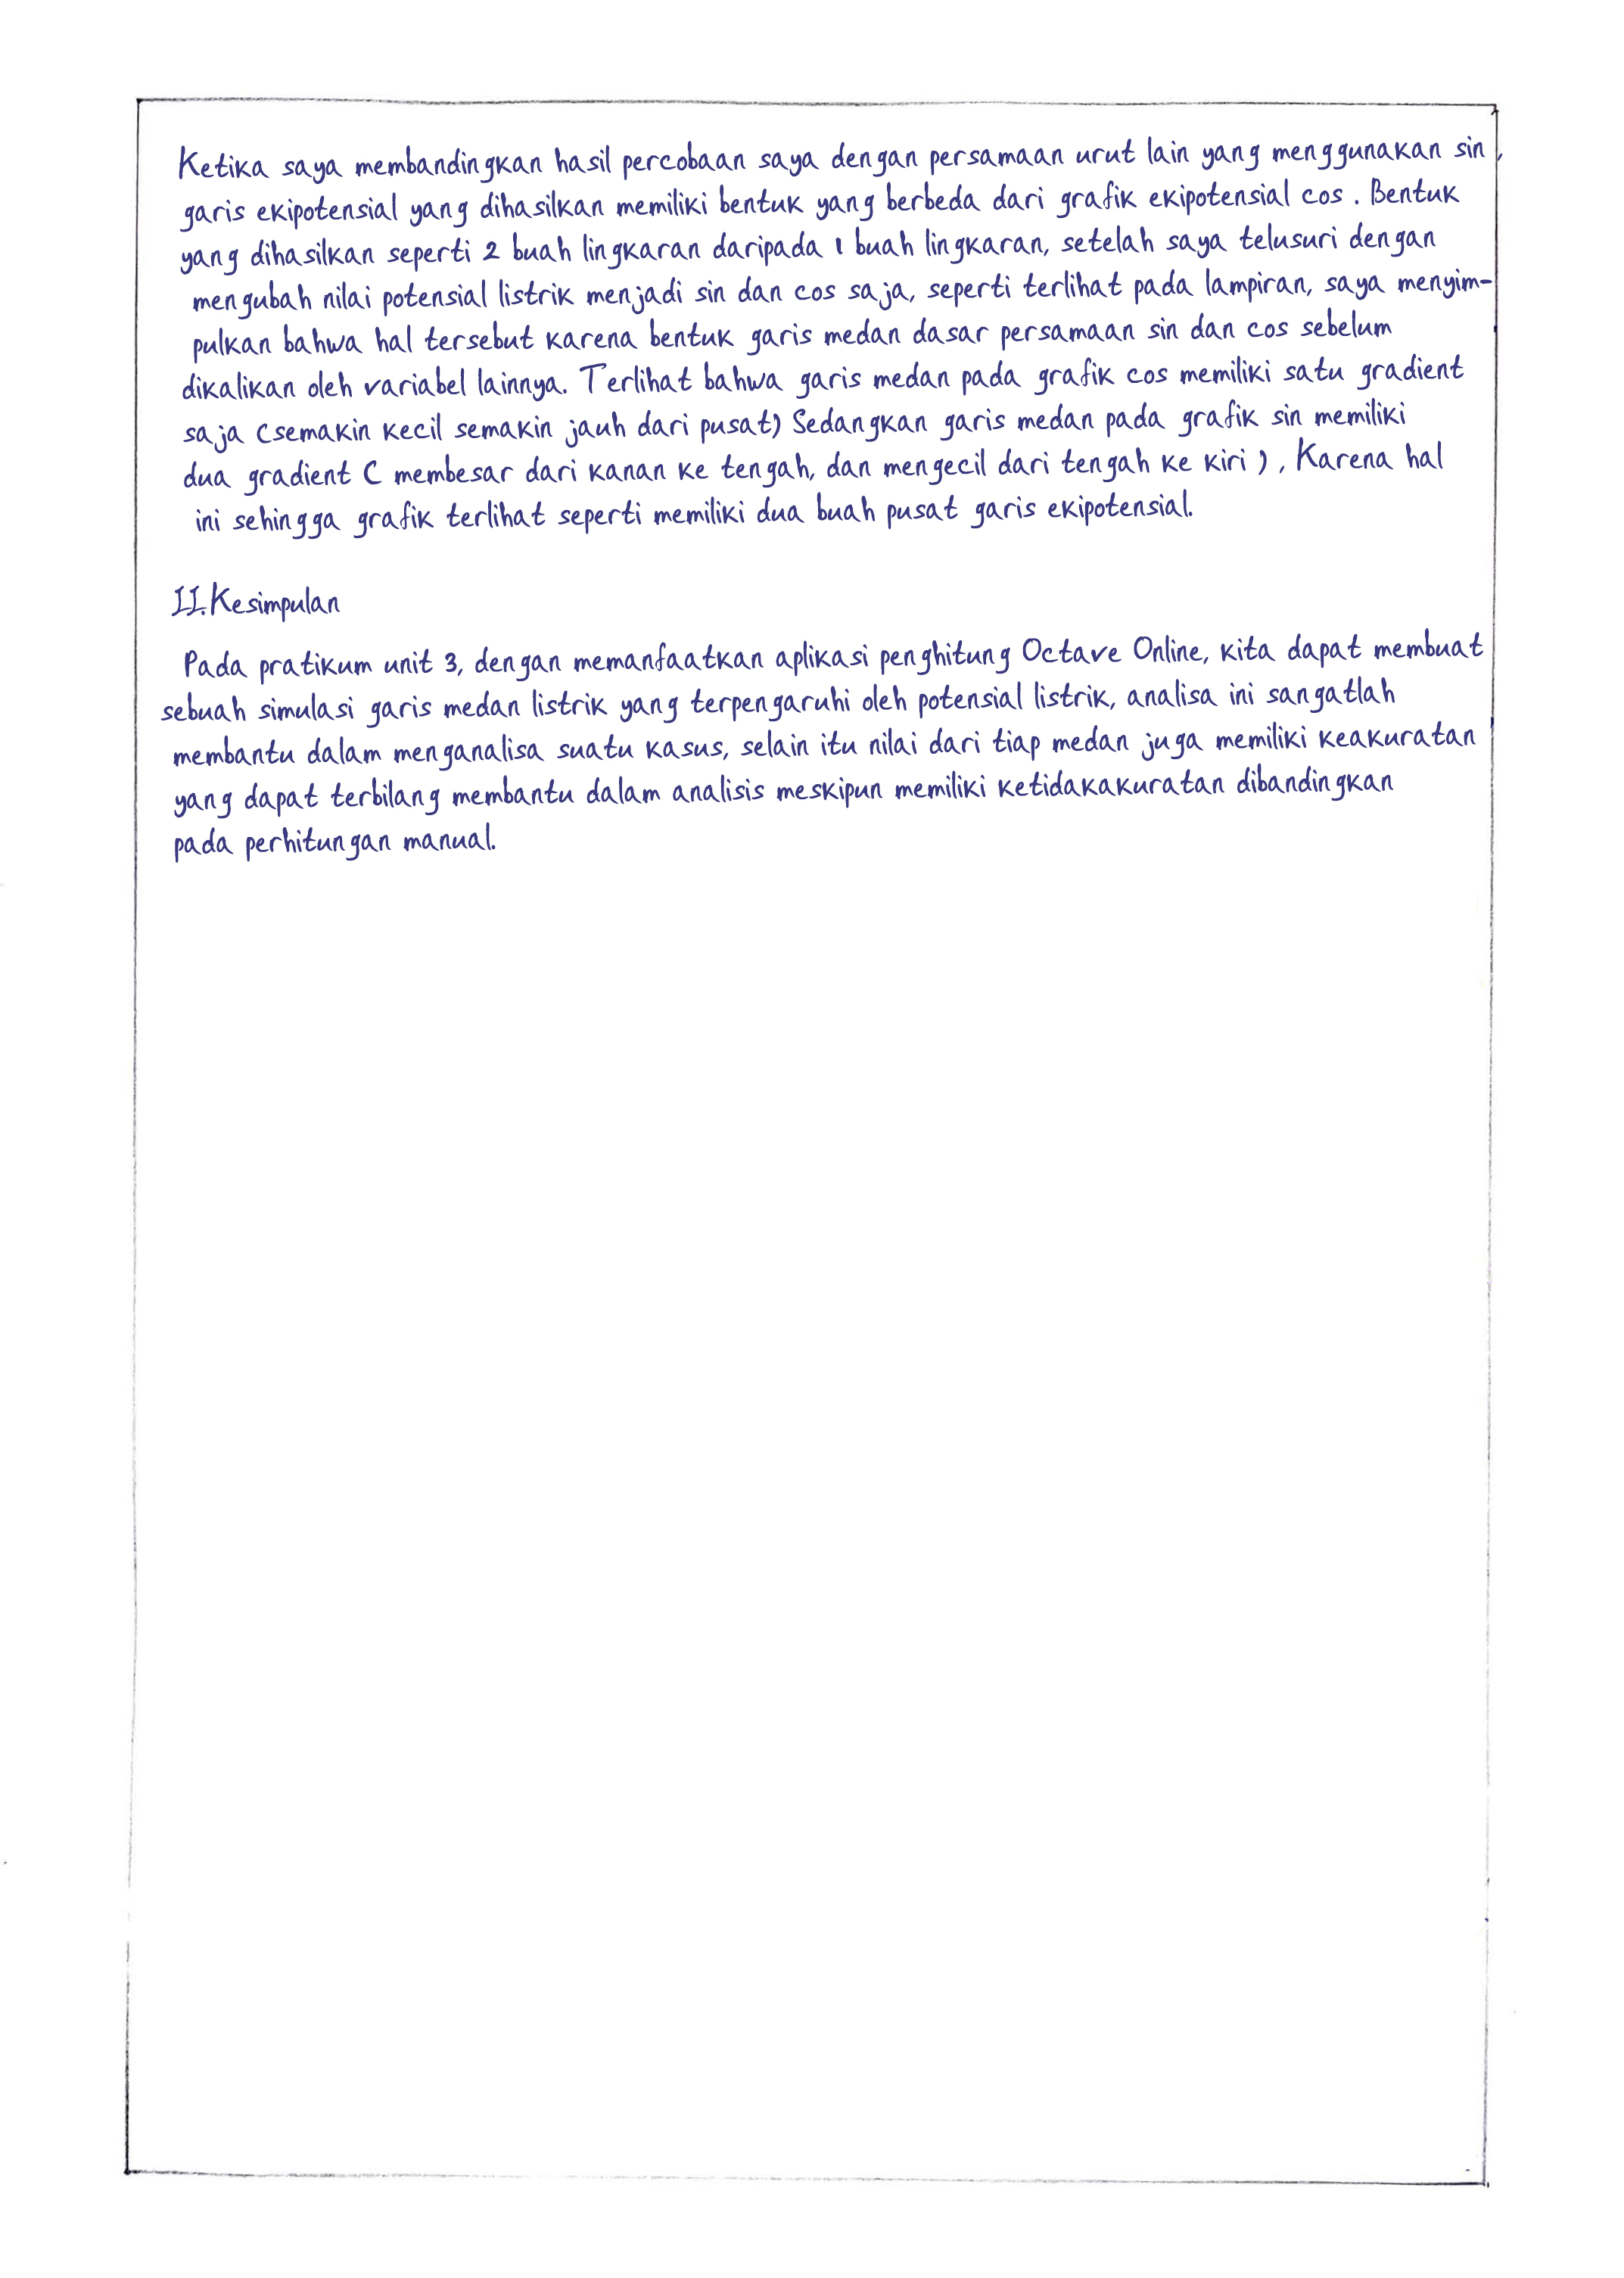 Ketika saya membandingkan hasil percobaan saya dengan persamaan urut lain yang menggunakan sin,
garis ekipotensial yang dihasilkan memiliki bentuk yang berbeda dari grafik ekipotensial cos. Bentuk
yang dihasilkan seperti 2 buah lingkaran daripada 1 buah lingkaran, setelah saya telusuri dengan
mengubah nilai potensial listrik menjadi sin dan cos saja, seperti terlihat pada lampiran, saya menyim-
pulkan bahwa hal tersebut karena bentuk garis medan dasar persamaan sin dan cos sebelum
dikalikan oleh variabel lainnya. Terlihat bahwa garis medan pada grafik cos memiliki satu gradient
saja (semakin kecil semakin jauh dari pusat) Sedangkan garis medan pada grafik sin memiliki
dua gradient ( membesar dari kanan ke tengah, dan mengecil dari tengah ke kiri ), Karena hal
ini sehingga grafik terlihat seperti memiliki dua buah pusat garis ekipotensial.
II. Kesimpulan
Pada pratikum unit 3, dengan memanfaatkan aplikasi penghitung Octave Online, kita dapat membuat
sebuah simulasi garis medan listrik yang terpengaruhi oleh potensial listrik, analisa ini sangatlah
membantu dalam menganalisa suatu kasus, selain itu nilai dari tiap medan juga memiliki keakuratan
yang dapat terbilang membantu dalam analisis meskipun memiliki ketidakakuratan dibandingkan
pada perhitungan manual.